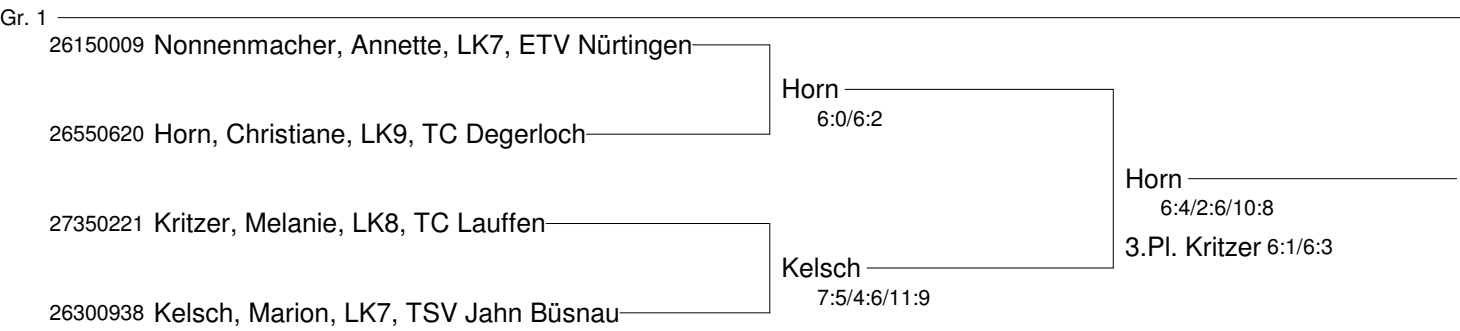 Gr. 1
26150009 Nonnenmacher, Annette, LK7, ETV Nürtingen
Horn
6:0/6:2
26550620 Horn, Christiane, LK9, TC Degerloch
Horn
6:4/2:6/10:8
27350221 Kritzer, Melanie, LK8, TC Lauffen
3.Pl. Kritzer 6:1/6:3
Kelsch
7:5/4:6/11:9
26300938 Kelsch, Marion, LK7, TSV Jahn Büsnau